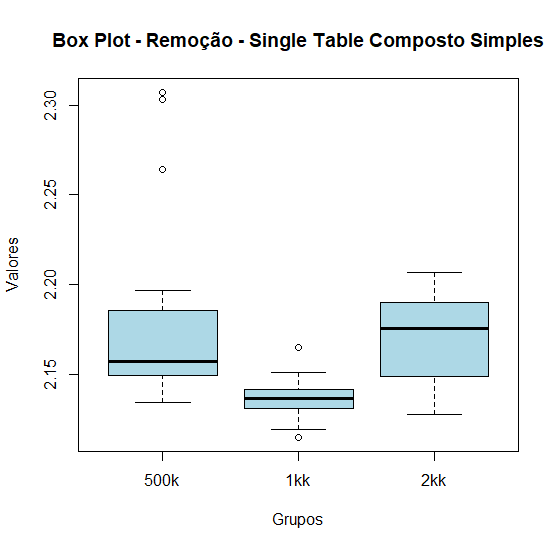 Box Plot - Remoção - Single Table Composto Simples
Valores
2.30
2.25
2.20
2.15
500k
1kk
2kk
Grupos